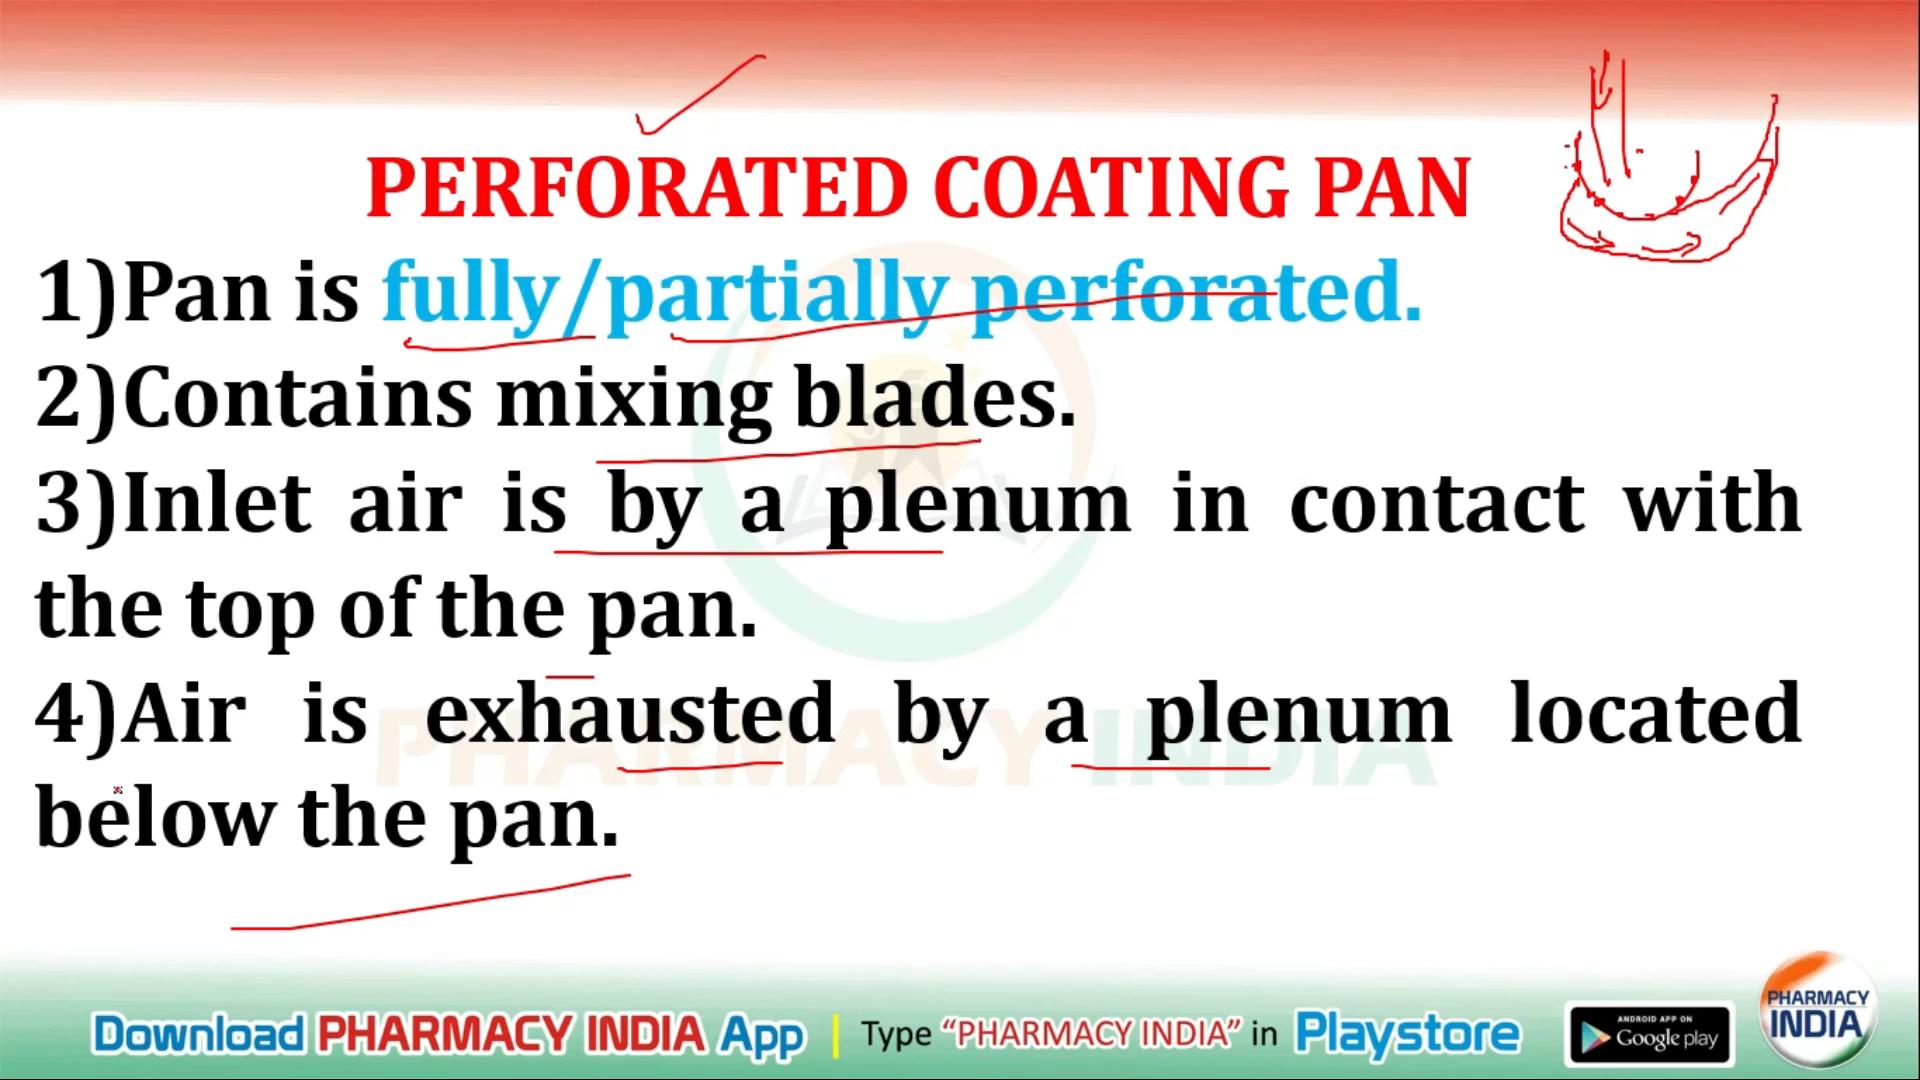 PERFORATED COATING PAN
1)Pan is fully/partially perforated.
2)Contains mixing blades.
3)Inlet air is by a plenum in contact with
the top of the pan.
4)Air is exhausted by a plenum located
below the pan.
PHARMACY INDIA
Download PHARMACY INDIA App | Type “PHARMACY INDIA” in Playstore
ANDROID APP ON
Google play
PHARMACY
INDIA